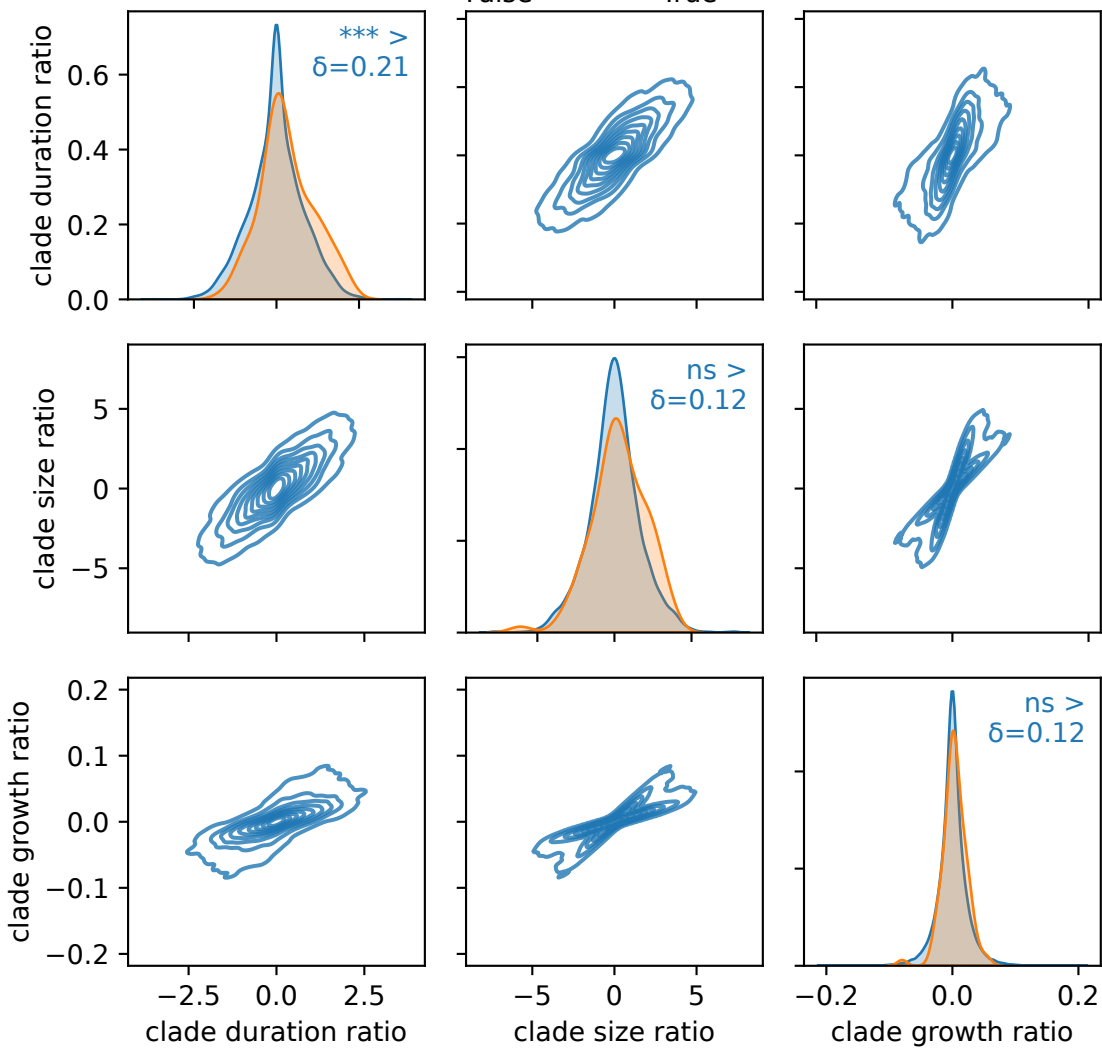 *** >
δ=0.21
clade duration ratio
0.6
0.4
0.2
0.0
ns >
δ=0.12
clade size ratio
5
0
−5
ns >
δ=0.12
clade growth ratio
0.2
0.1
0.0
−0.1
−0.2
−2.5 0.0 2.5
−5 0 5
−0.2 0.0 0.2
clade duration ratio
clade size ratio
clade growth ratio